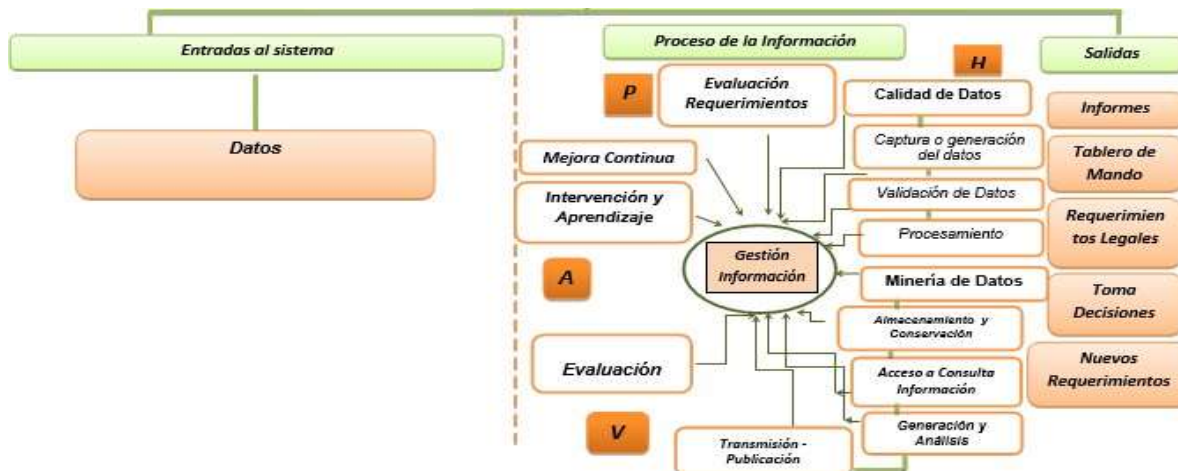 Entradas al sistema
Datos
Proceso de la Información
P
Evaluación
Requerimientos
H
Calidad de Datos
Captura o generación
del datos
Validación de Datos
Procesamiento
Minería de Datos
Almacenamiento y
Conservación
Acceso a Consulta
Información
Generación y
Análisis
Transmisión -
Publicación
V
Evaluación
A
Intervención y
Aprendizaje
Mejora Continua
Gestión
Información
Salidas
Informes
Tablero de
Mando
Requerimien
tos Legales
Toma
Decisiones
Nuevos
Requerimientos